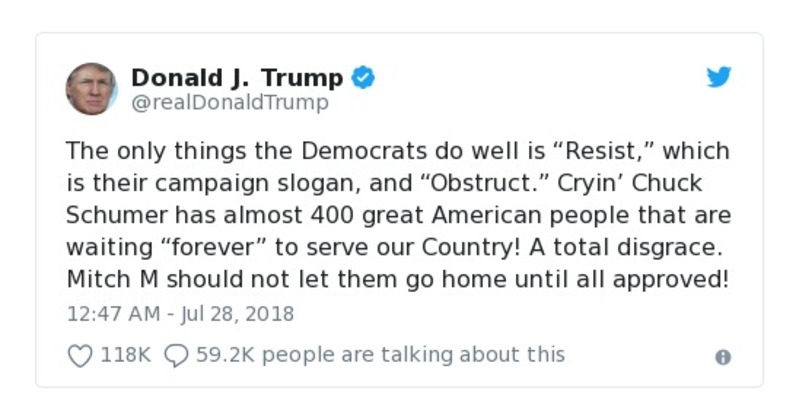 Donald J. Trump
@realDonaldTrump
The only things the Democrats do well is “Resist,” which
is their campaign slogan, and “Obstruct.” Cryin’ Chuck
Schumer has almost 400 great American people that are
waiting “forever” to serve our Country! A total disgrace.
Mitch M should not let them go home until all approved!
12:47 AM - Jul 28, 2018
118K 59.2K people are talking about this